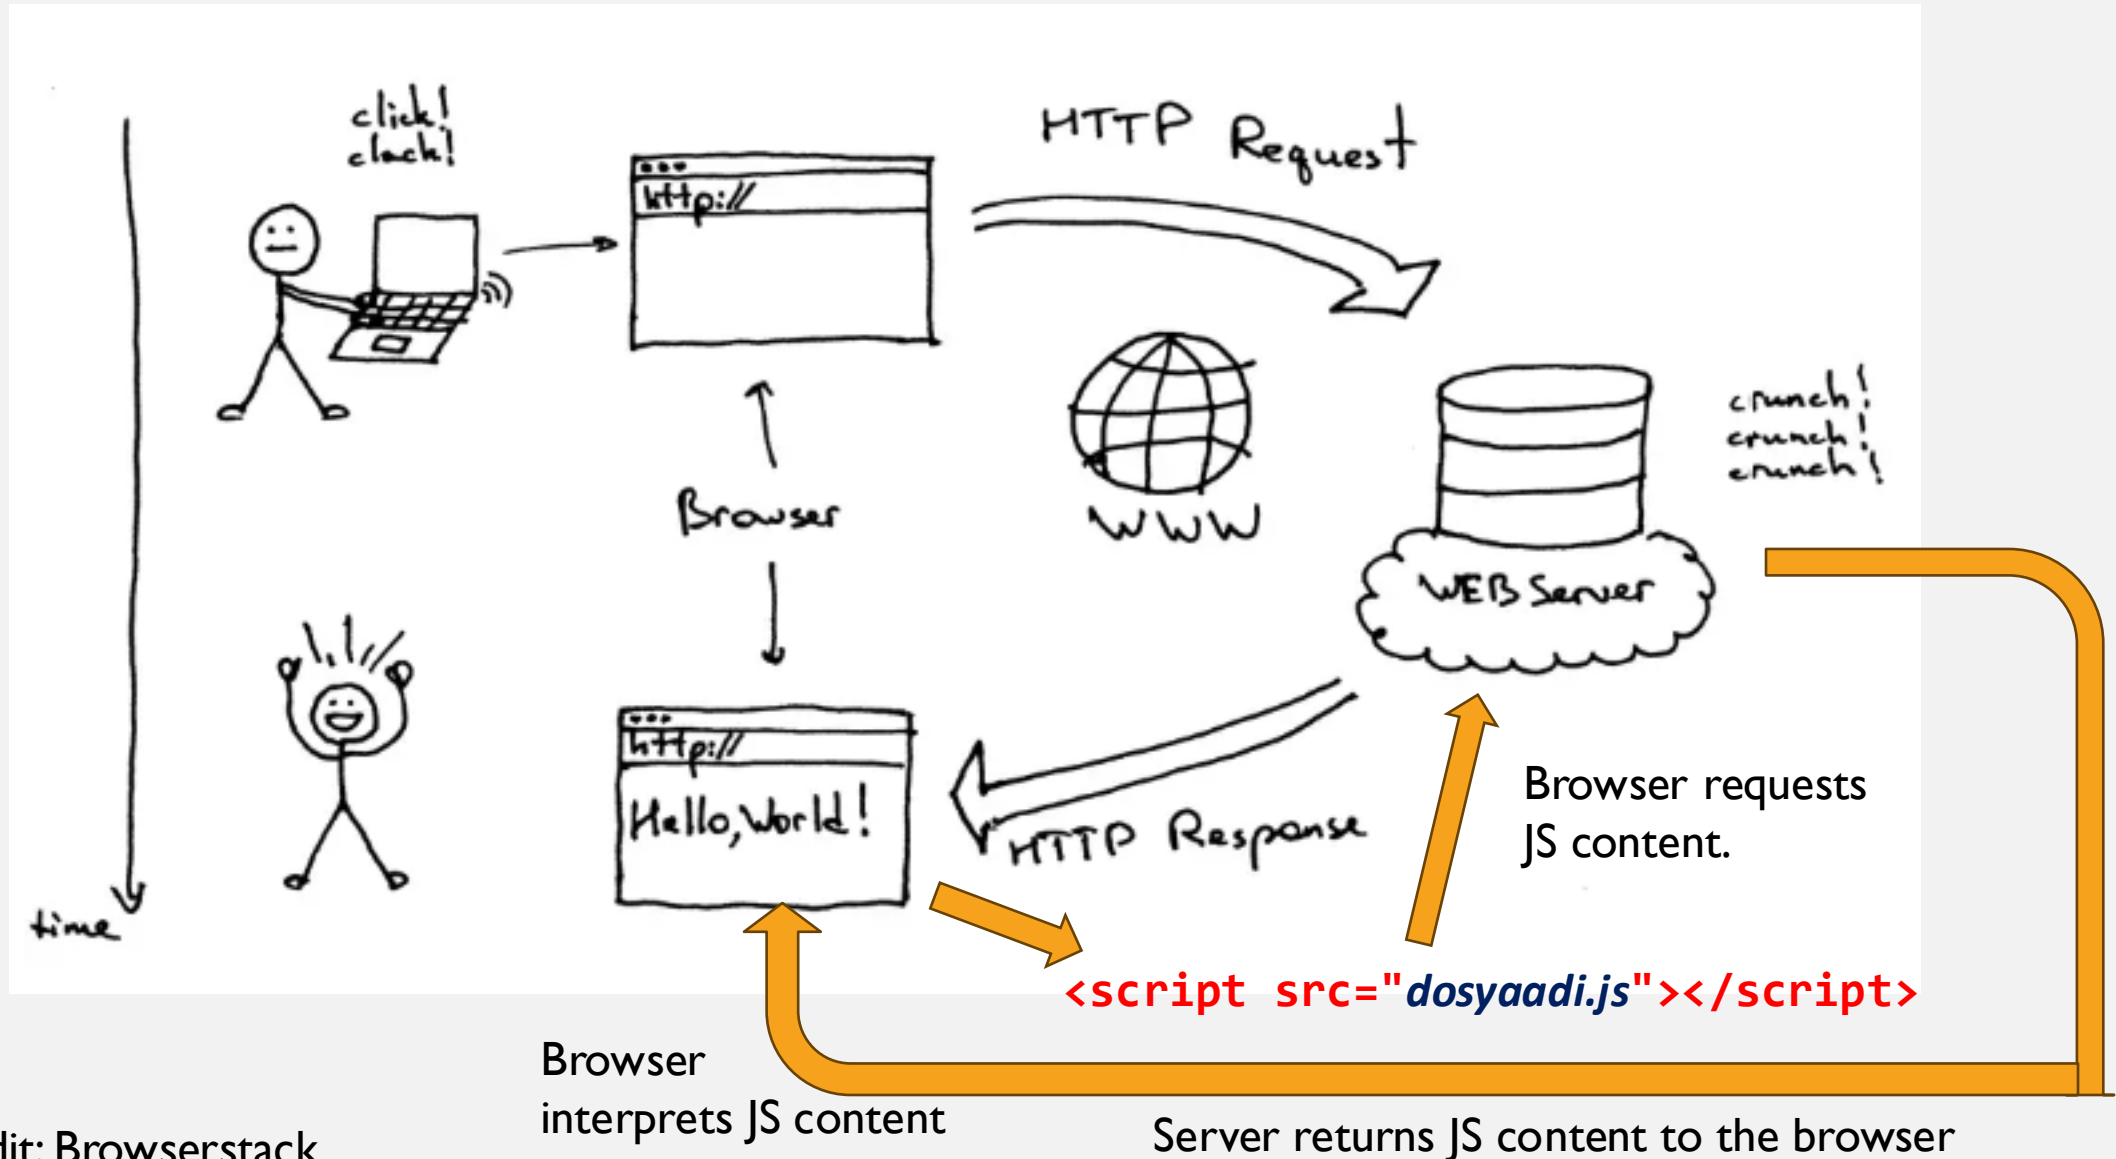 click!
clack!
HTTP Request
http://
crunch!
crunch!
crunch!
Browser
WWW
WEB Server
http://
Hello, World!
HTTP Response
Browser requests
JS content.
time
<script src="dosyaadi.js"></script>
Browser
interprets JS content
Server returns JS content to the browser
dit: Browserstack